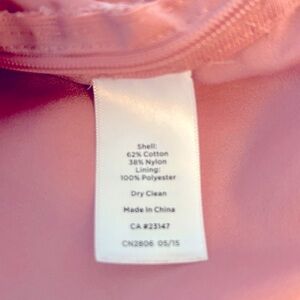 Shell:
62% Cotton
38% Nylon
Lining:
100% Polyester
Dry Clean
Made In China
CA #23147
CN2806 05/15